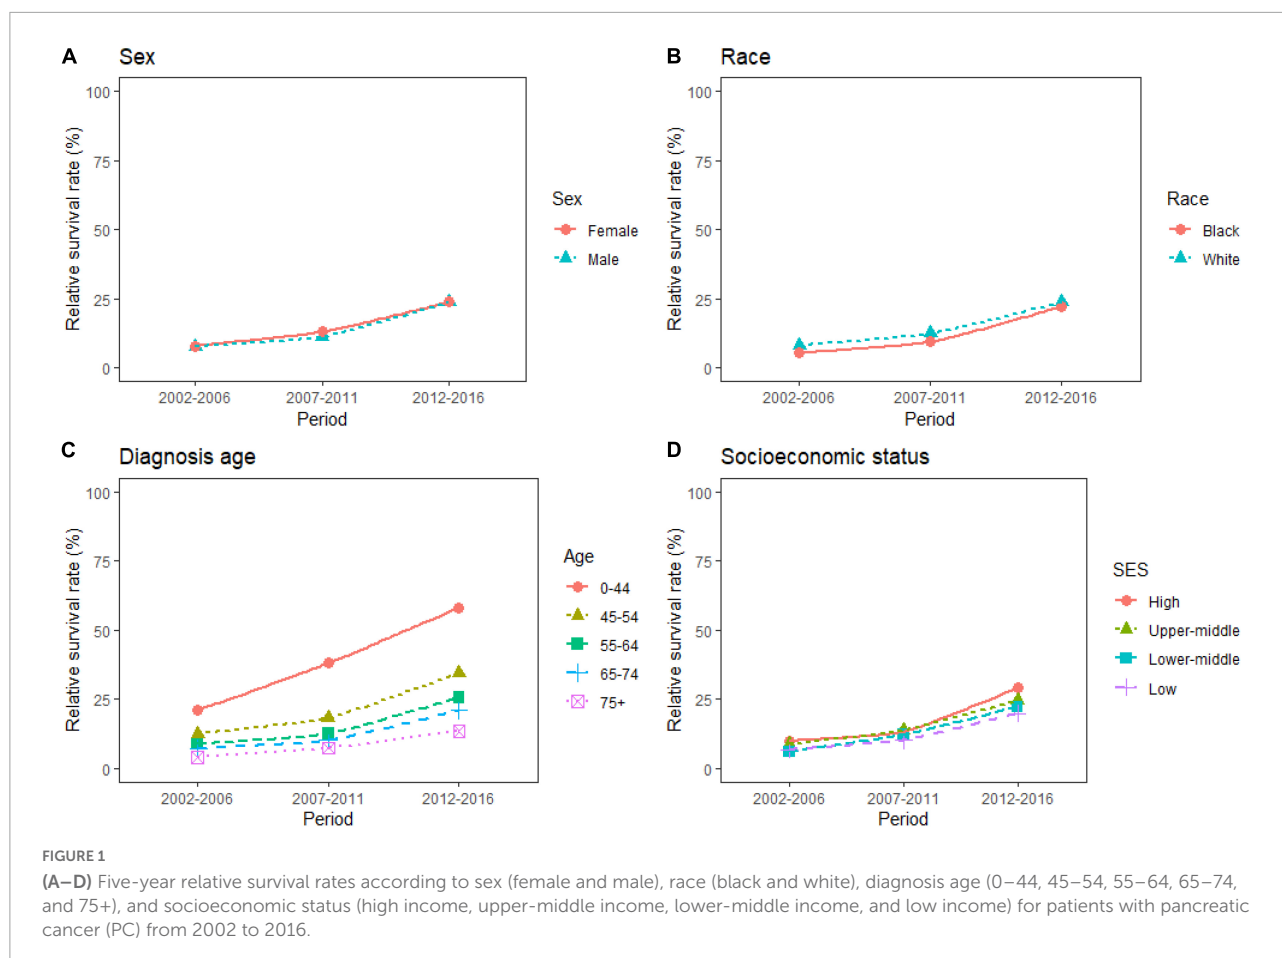 A
Sex
Relative survival rate (%)
100
75
50
25
0
2002-2006
2007-2011
2012-2016
Period
Sex
Female
Male
B
Race
Relative survival rate (%)
100
75
50
25
0
2002-2006
2007-2011
2012-2016
Period
Race
Black
White
C
Diagnosis age
Relative survival rate (%)
100
75
50
25
0
2002-2006
2007-2011
2012-2016
Period
Age
0-44
45-54
55-64
65-74
75+
D
Socioeconomic status
Relative survival rate (%)
100
75
50
25
0
2002-2006
2007-2011
2012-2016
Period
SES
High
Upper-middle
Lower-middle
Low
FIGURE 1
(A–D) Five-year relative survival rates according to sex (female and male), race (black and white), diagnosis age (0–44, 45–54, 55–64, 65–74,
and 75+), and socioeconomic status (high income, upper-middle income, lower-middle income, and low income) for patients with pancreatic
cancer (PC) from 2002 to 2016.